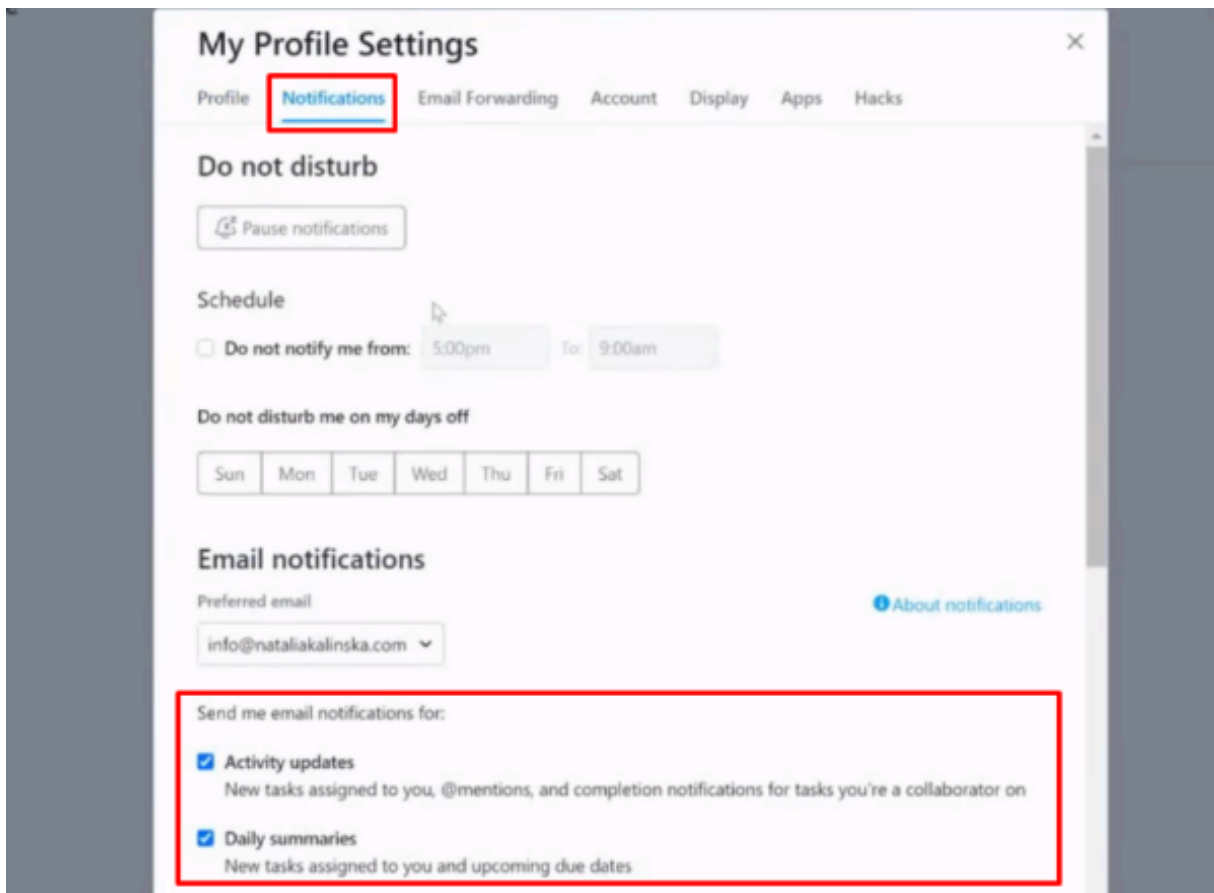 My Profile Settings
Profile Notifications Email Forwarding Account Display Apps Hacks
Do not disturb
Pause notifications
Schedule
Do not notify me from: 5:00pm To: 9:00am
Do not disturb me on my days off
Sun Mon Tue Wed Thu Fri Sat
Email notifications
Preferred email
About notifications
info@nataliakalinska.com
Send me email notifications for:
Activity updates
New tasks assigned to you, @mentions, and completion notifications for tasks you're a collaborator on
Daily summaries
New tasks assigned to you and upcoming due dates